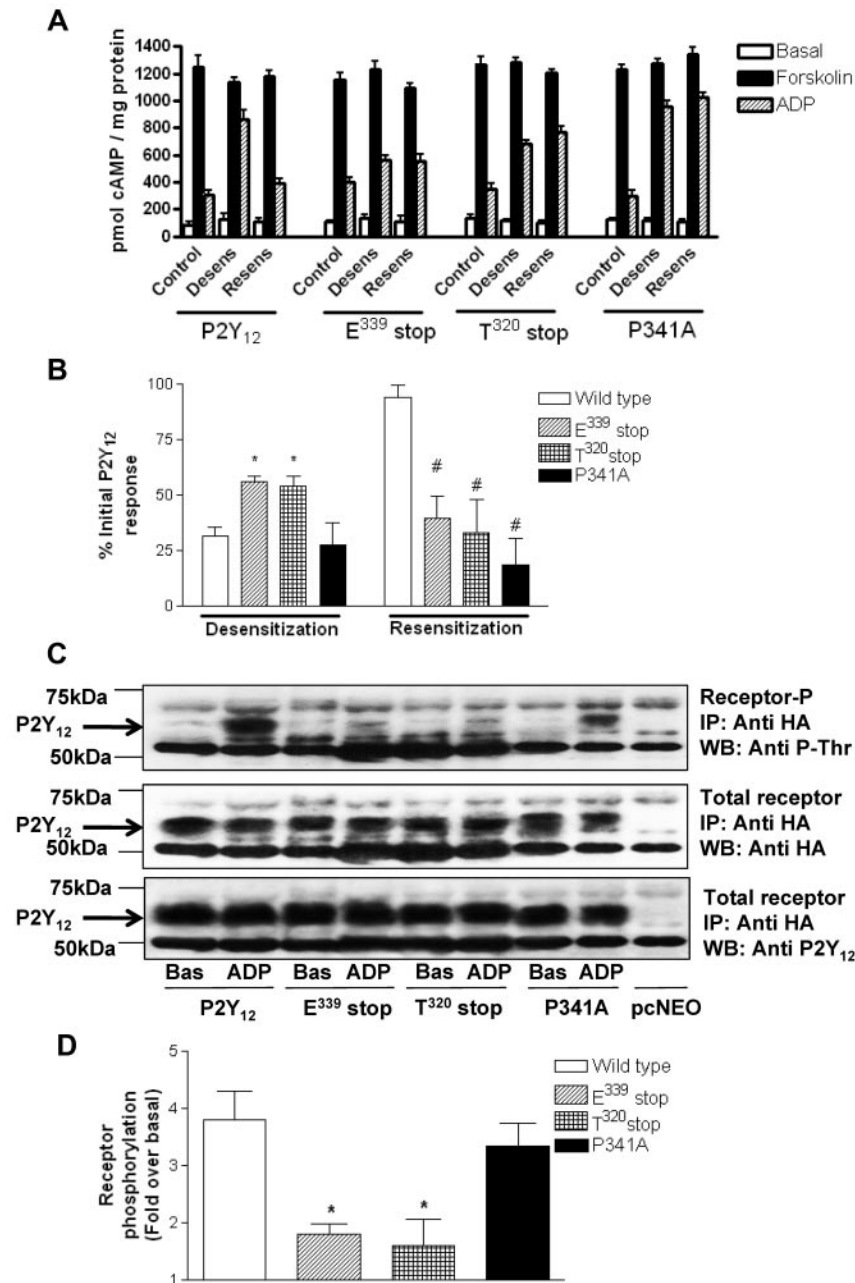 A
pmol cAMP / mg protein
1400
1200
1000
800
600
400
200
0
Basal
Forskolin
ADP
Control
Desens
Resens
Control
Desens
Resens
Control
Desens
Resens
Control
Desens
Resens
P2Y₁₂
E³³⁹ stop
T³²⁰ stop
P341A
B
% Initial P2Y₁₂
response
100
75
50
25
0
* *
# # #
Wild type
E³³⁹ stop
T³²⁰stop
P341A
Desensitization
Resensitization
C
75kDa
P2Y₁₂
50kDa
Receptor-P
IP: Anti HA
WB: Anti P-Thr
75kDa
P2Y₁₂
50kDa
Total receptor
IP: Anti HA
WB: Anti HA
75kDa
P2Y₁₂
50kDa
Total receptor
IP: Anti HA
WB: Anti P2Y₁₂
Bas ADP Bas ADP Bas ADP Bas ADP
P2Y₁₂ E³³⁹ stop T³²⁰ stop P341A pcNEO
D
Receptor
phosphorylation
(Fold over basal)
5
4
3
2
1
* *
Wild type
E³³⁹ stop
T³²⁰stop
P341A